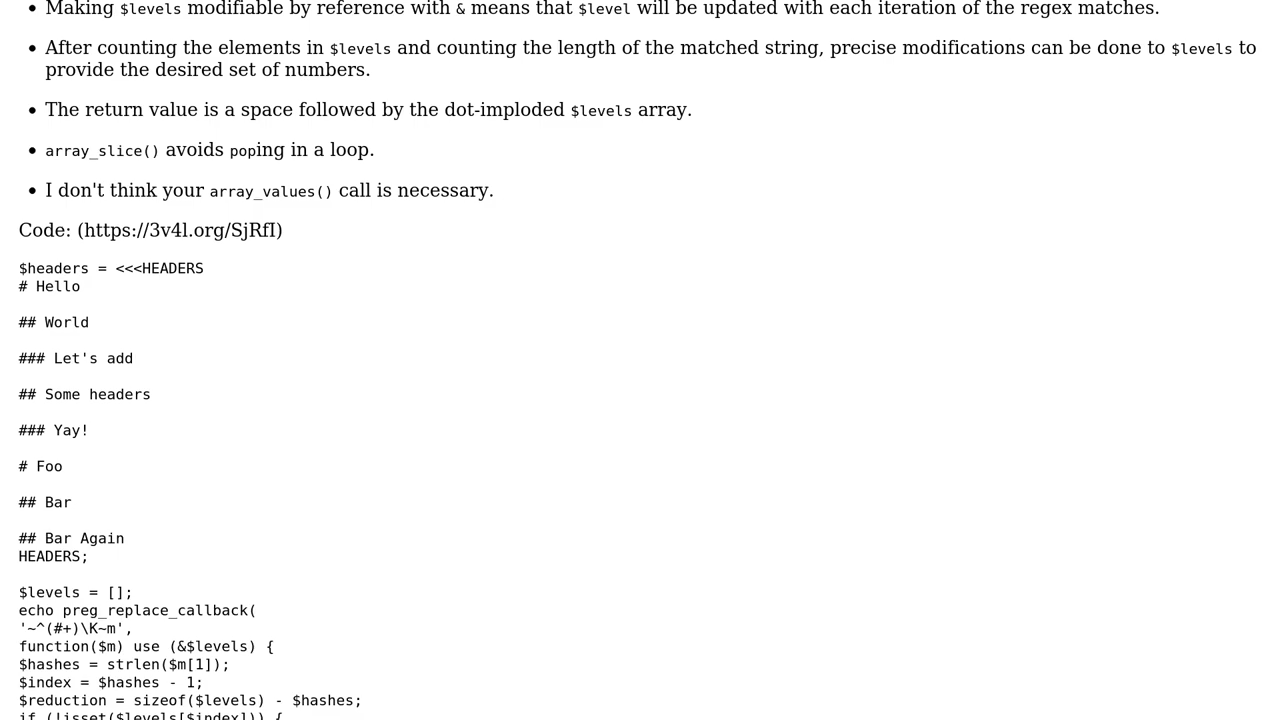 Making $levels modifiable by reference with & means that $level will be updated with each iteration of the regex matches.
After counting the elements in $levels and counting the length of the matched string, precise modifications can be done to $levels to
provide the desired set of numbers.
The return value is a space followed by the dot-imploded $levels array.
array_slice() avoids poping in a loop.
I don't think your array_values() call is necessary.
Code: (https://3v4l.org/SjRfI)
$headers = <<<HEADERS
# Hello
## World
### Let's add
## Some headers
### Yay!
# Foo
## Bar
## Bar Again
HEADERS;
$levels = [];
echo preg_replace_callback(
'~^(#+)\K~m',
function($m) use (&$levels) {
$hashes = strlen($m[1]);
$index = $hashes - 1;
$reduction = sizeof($levels) - $hashes;
if (!isset($levels[$index])) {